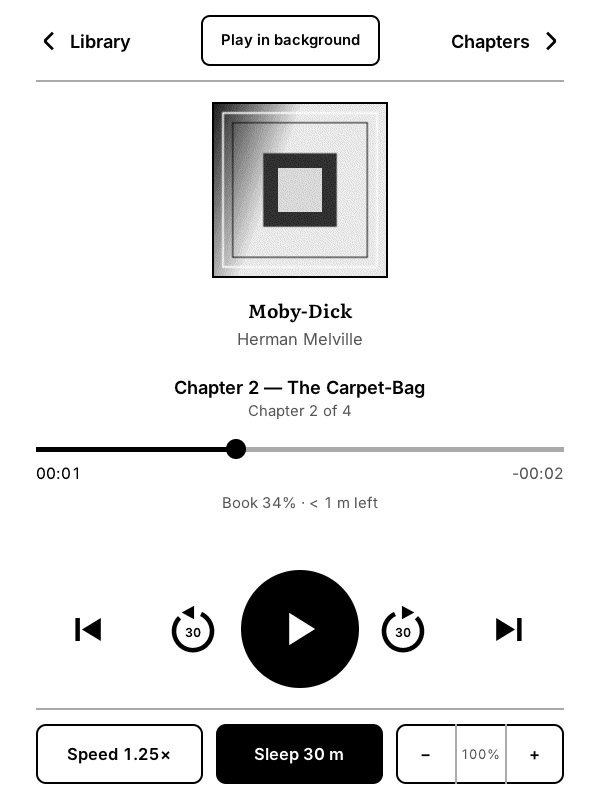 Library
Play in background
Chapters
Moby-Dick
Herman Melville
Chapter 2 — The Carpet-Bag
Chapter 2 of 4
00:01
-00:02
Book 34% · < 1 m left
30
30
Speed 1.25×
Sleep 30 m
− 100% +